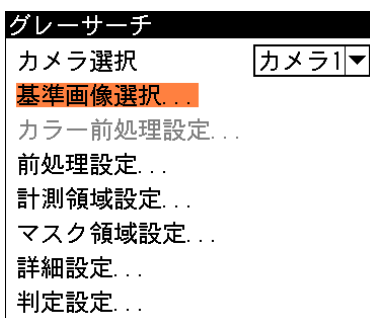 グレーサーチ
カメラ選択 カメラ1▼
基準画像選択...
カラー前処理設定...
前処理設定...
計測領域設定...
マスク領域設定...
詳細設定...
判定設定...